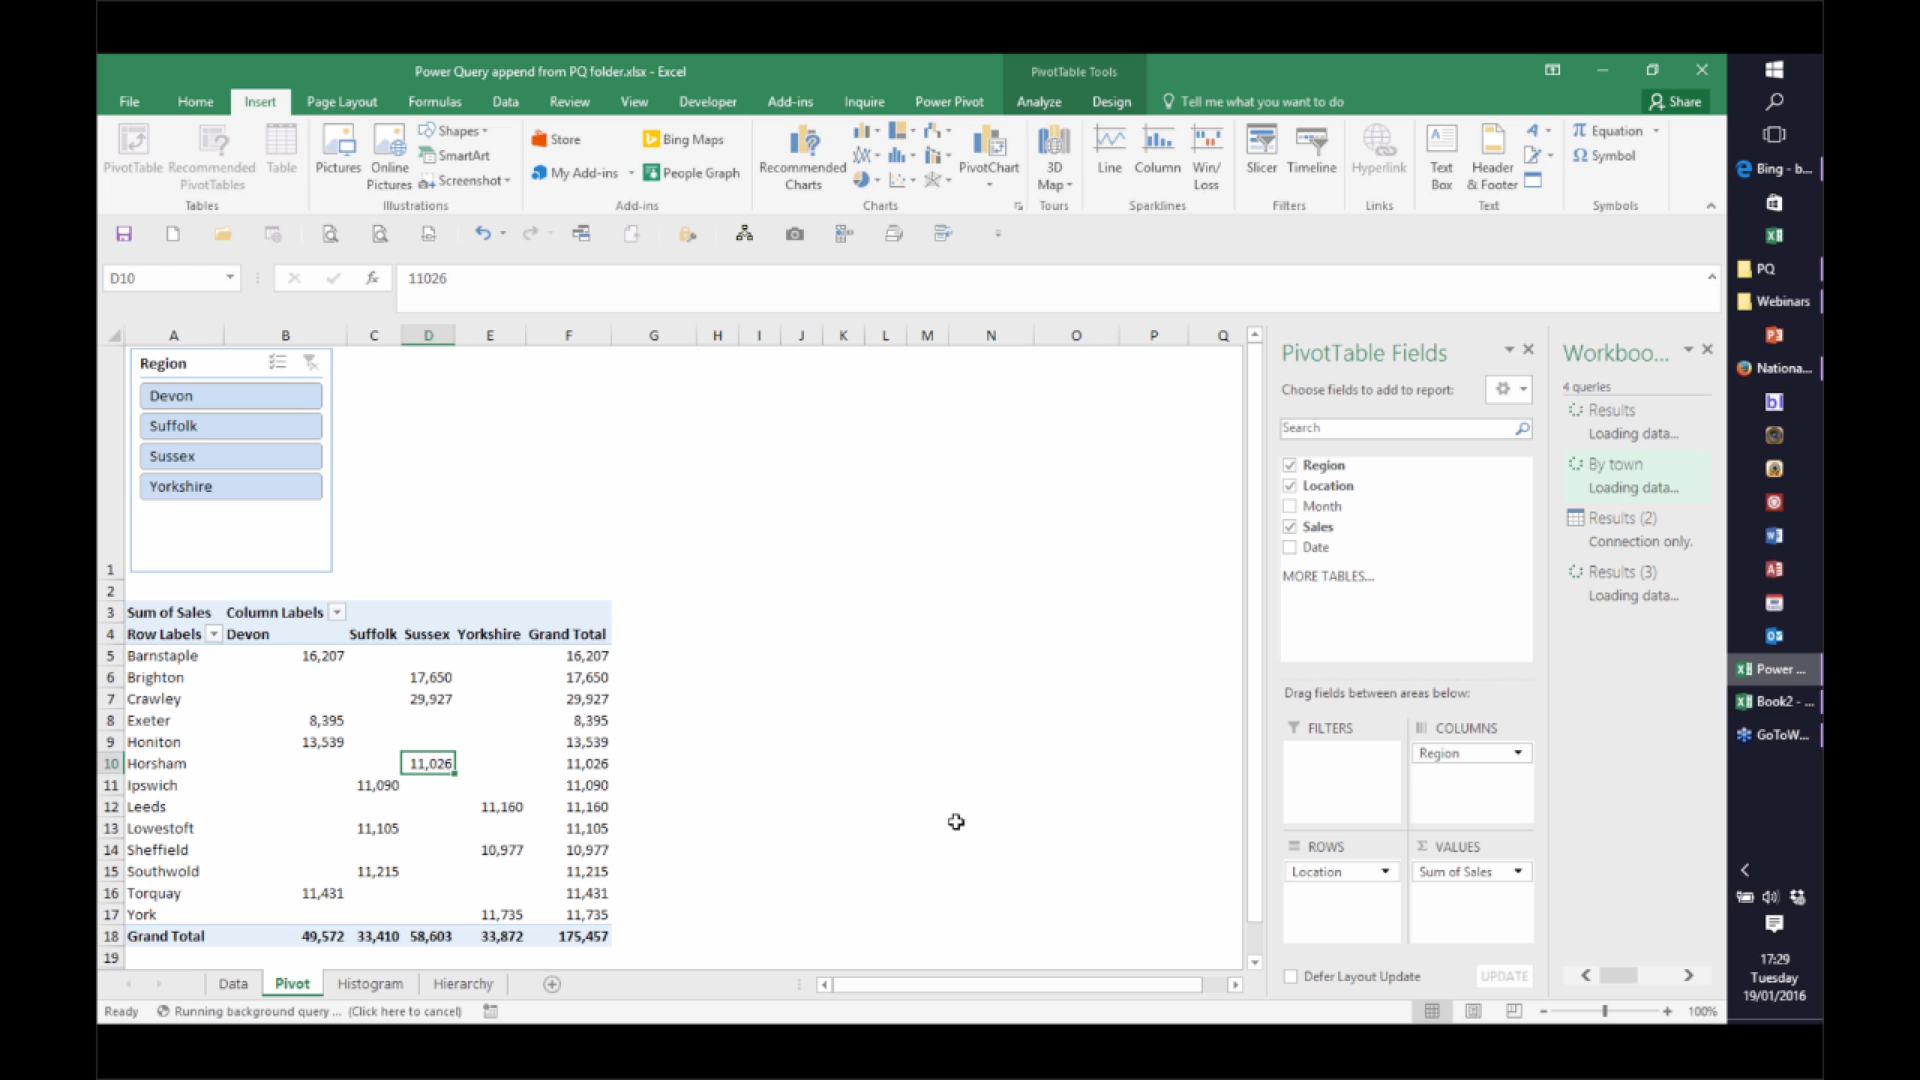 Power Query append from PQ folder.xlsx - Excel
PivotTable Tools
File Home Insert Page Layout Formulas Data Review View Developer Add-ins Inquire Power Pivot Analyze Design Tell me what you want to do Share
PivotTable
Recommended PivotTables
Table
Tables
Pictures
Online Pictures
Shapes
SmartArt
Screenshot
Illustrations
Store
My Add-ins
Bing Maps
People Graph
Add-ins
Recommended Charts
PivotChart
Charts
3D Map
Tours
Line
Column
Win/Loss
Sparklines
Slicer
Timeline
Filters
Hyperlink
Links
Text Box
Header & Footer
Text
Equation
Symbol
Symbols
D10
fx
11026
A B C D E F G H I J K L M N O P Q
Region
Devon
Suffolk
Sussex
Yorkshire
1
2
3 Sum of Sales Column Labels
4 Row Labels Devon Suffolk Sussex Yorkshire Grand Total
5 Barnstaple 16,207 16,207
6 Brighton 17,650 17,650
7 Crawley 29,927 29,927
8 Exeter 8,395 8,395
9 Honiton 13,539 13,539
10 Horsham 11,026 11,026
11 Ipswich 11,090 11,090
12 Leeds 11,160 11,160
13 Lowestoft 11,105 11,105
14 Sheffield 10,977 10,977
15 Southwold 11,215 11,215
16 Torquay 11,431 11,431
17 York 11,735 11,735
18 Grand Total 49,572 33,410 58,603 33,872 175,457
19
Data Pivot Histogram Hierarchy
Ready Running background query ... (Click here to cancel)
100%
PivotTable Fields
Choose fields to add to report:
Search
Region
Location
Month
Sales
Date
MORE TABLES...
Drag fields between areas below:
FILTERS
COLUMNS
Region
ROWS
Location
VALUES
Sum of Sales
Defer Layout Update
UPDATE
Workboo...
4 queries
Results
Loading data...
By town
Loading data...
Results (2)
Connection only.
Results (3)
Loading data...
Bing - b...
PQ
Webinars
Nationa...
bl
Power ...
Book2 - ...
GoToW...
17:29
Tuesday
19/01/2016